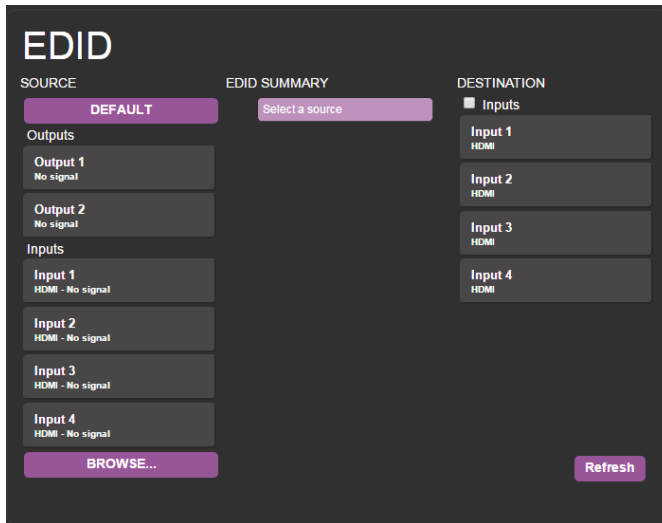 EDID
SOURCE
DEFAULT
Outputs
Output 1
No signal
Output 2
No signal
Inputs
Input 1
HDMI - No signal
Input 2
HDMI - No signal
Input 3
HDMI - No signal
Input 4
HDMI - No signal
BROWSE...
EDID SUMMARY
Select a source
DESTINATION
Inputs
Input 1
HDMI
Input 2
HDMI
Input 3
HDMI
Input 4
HDMI
Refresh